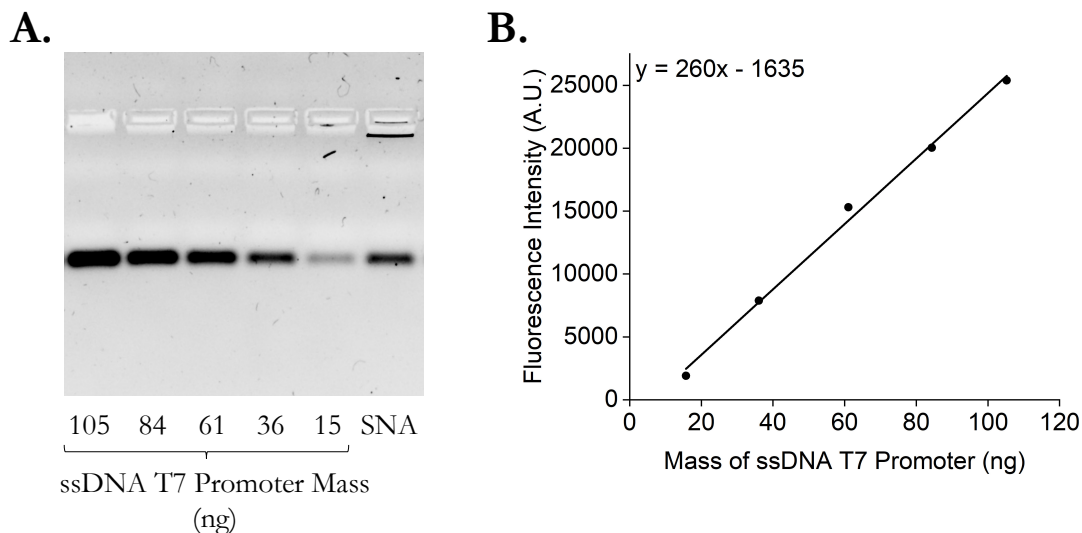 A.
105 84 61 36 15 SNA
ssDNA T7 Promoter Mass
(ng)
B.
y = 260x - 1635
Fluorescence Intensity (A.U.)
25000
20000
15000
10000
5000
0
0 20 40 60 80 100 120
Mass of ssDNA T7 Promoter (ng)